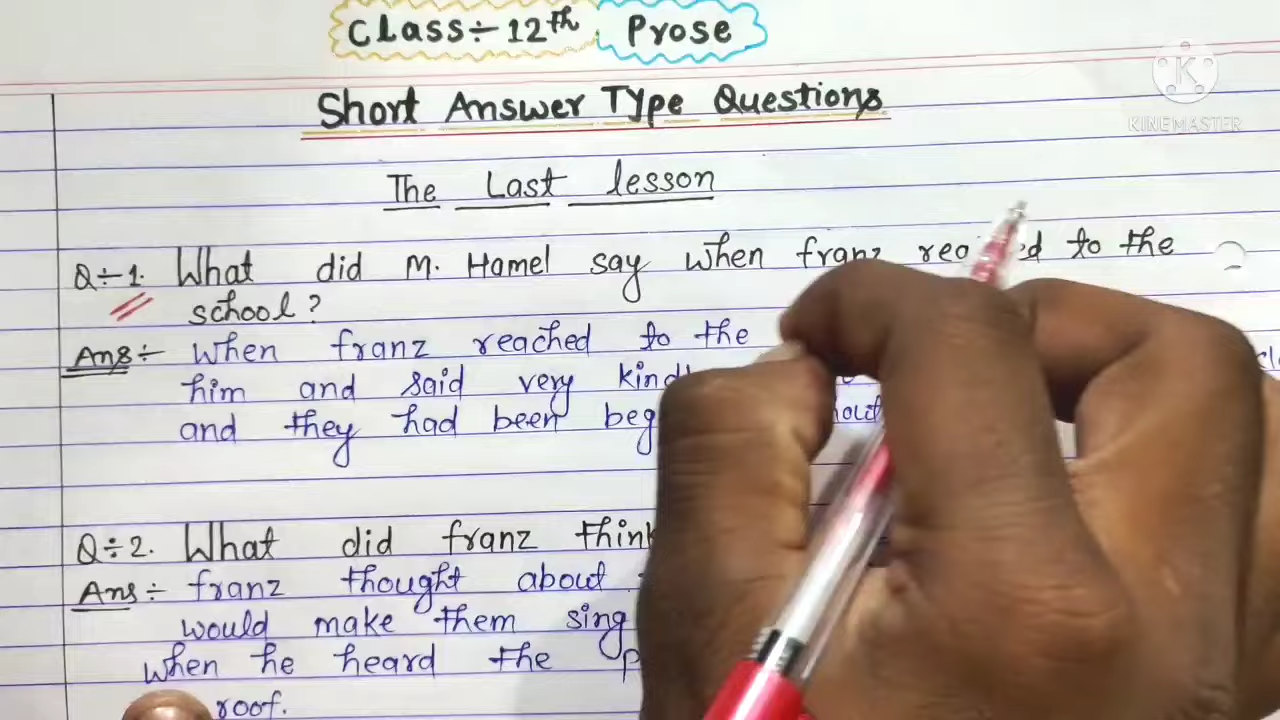 Class÷12th Prose
KINEMASTER
Short Answer Type Questions
The Last lesson
Q÷1. What did M. Hamel say when franz to the
school?
Ans÷ when franz reached to the
him and said very
and they had been
Q÷2. What did franz
Ans÷ franz thought about
would make them sing
when he heard the
roof.